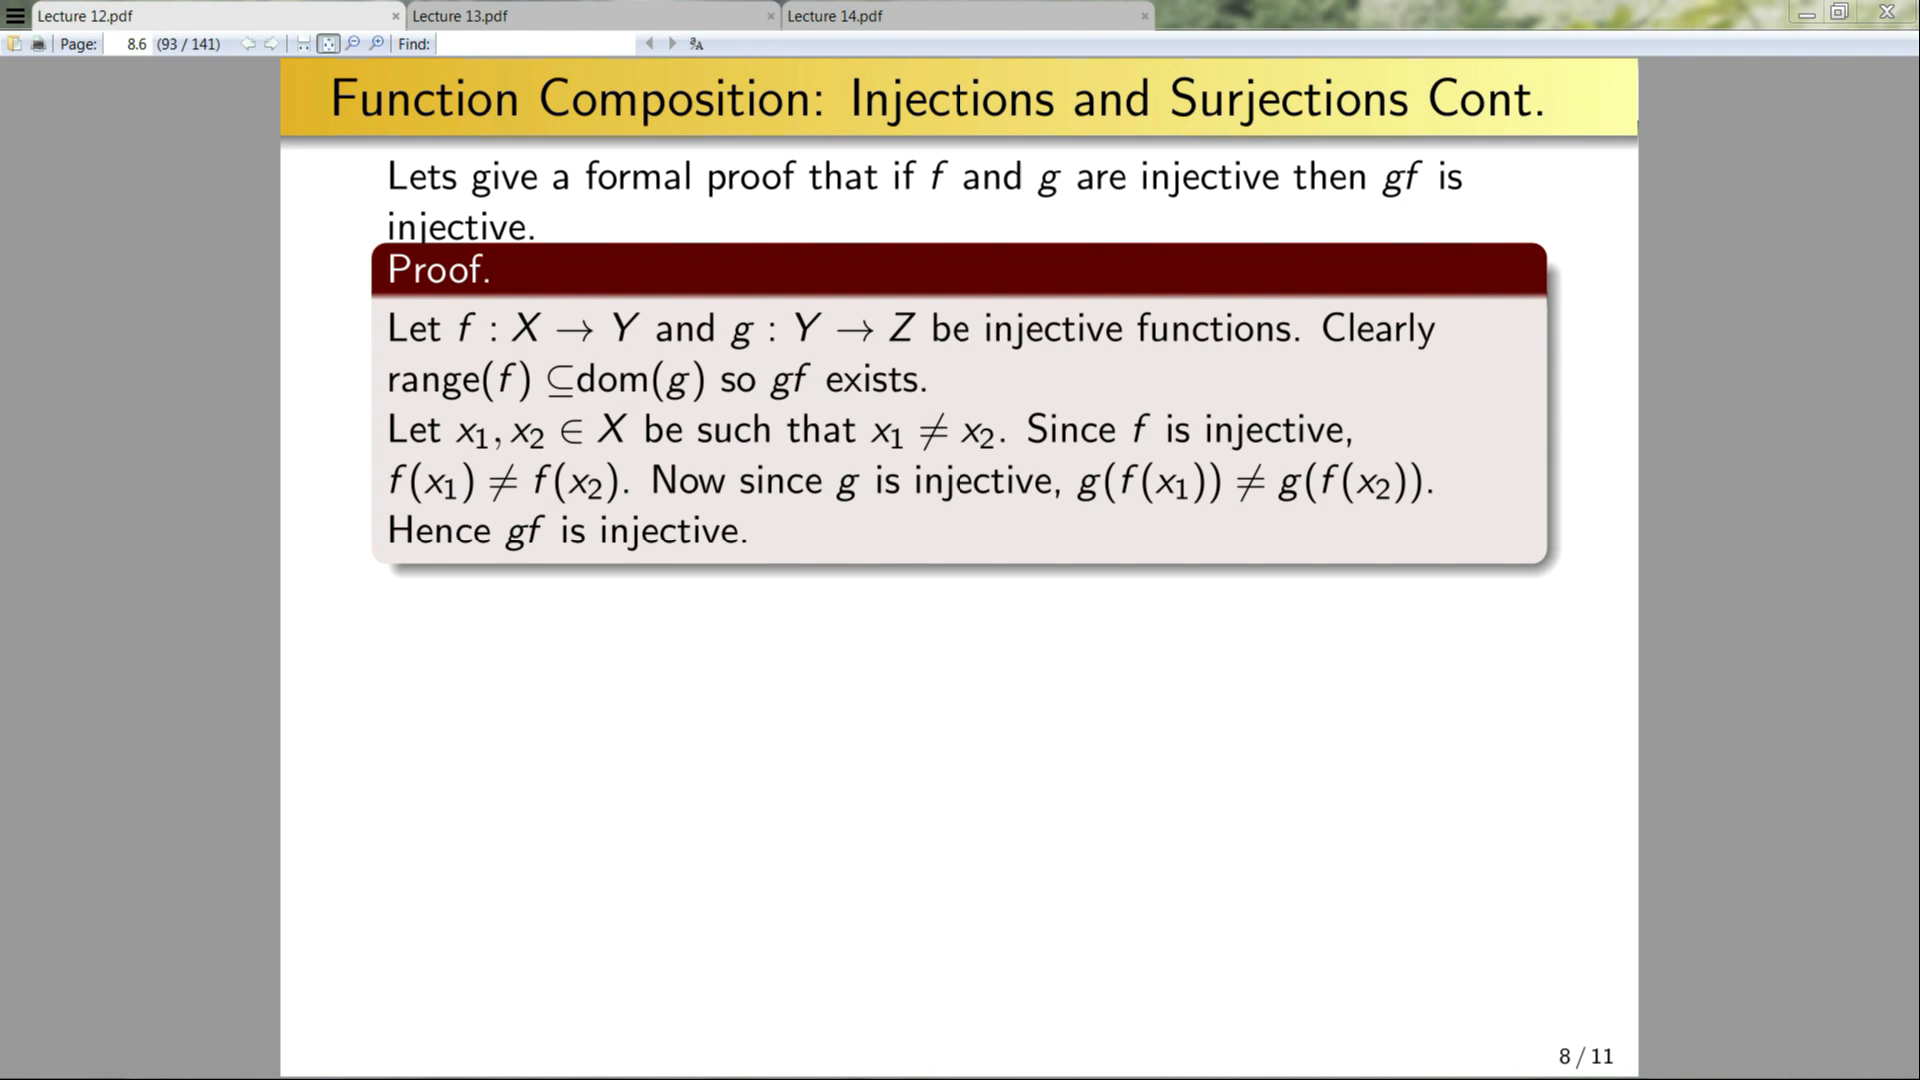 Lecture 12.pdf × Lecture 13.pdf × Lecture 14.pdf ×
Page: 8.6 (93 / 141) Find:
Function Composition: Injections and Surjections Cont.
Lets give a formal proof that if f and g are injective then gf is
injective.
Proof.
Let f : X → Y and g : Y → Z be injective functions. Clearly
range(f) ⊆dom(g) so gf exists.
Let x₁, x₂ ∈ X be such that x₁ ≠ x₂. Since f is injective,
f(x₁) ≠ f(x₂). Now since g is injective, g(f(x₁)) ≠ g(f(x₂)).
Hence gf is injective.
8 / 11